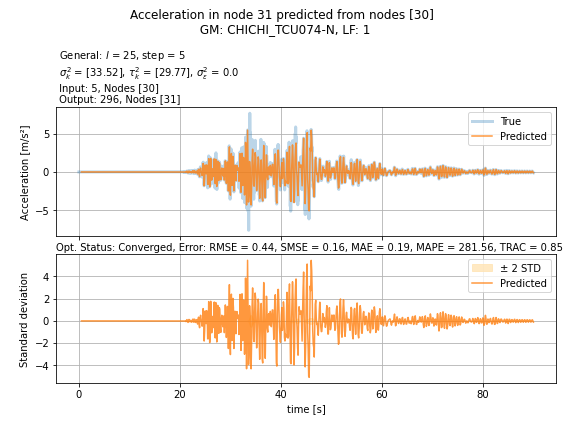 Acceleration in node 31 predicted from nodes [30]
GM: CHICHI_TCU074-N, LF: 1
General: l = 25, step = 5
σ²ₖ = [33.52], τ²ₖ = [29.77], σ²ₑ = 0.0
Input: 5, Nodes [30]
Output: 296, Nodes [31]
Acceleration [m/s²]
5
0
−5
True
Predicted
Opt. Status: Converged, Error: RMSE = 0.44, SMSE = 0.16, MAE = 0.19, MAPE = 281.56, TRAC = 0.85
Standard deviation
4
2
0
−2
−4
± 2 STD
Predicted
0 20 40 60 80
time [s]